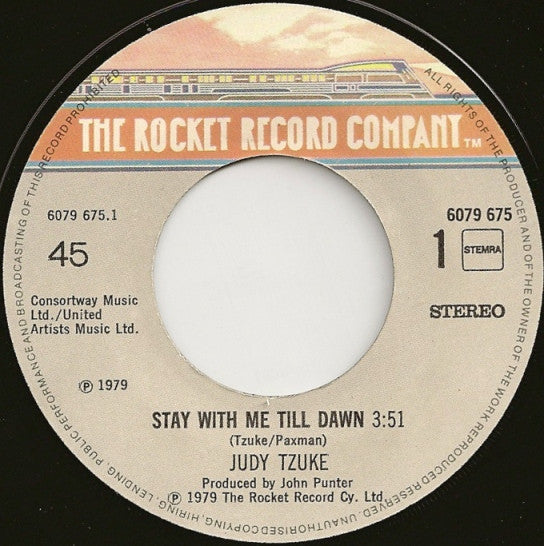 THE ROCKET RECORD COMPANY TM
6079 675.1
6079 675
45
1
STEMRA
Consortway Music
Ltd./United
Artists Music Ltd.
STEREO
℗ 1979
STAY WITH ME TILL DAWN 3:51
(Tzuke/Paxman)
JUDY TZUKE
Produced by John Punter
℗ 1979 The Rocket Record Cy. Ltd.
ALL RIGHTS OF THE PRODUCER AND OF THE OWNER OF THE WORK REPRODUCED RESERVED. UNAUTHORISED COPYING, HIRING, LENDING, PUBLIC PERFORMANCE AND BROADCASTING OF THIS RECORD PROHIBITED